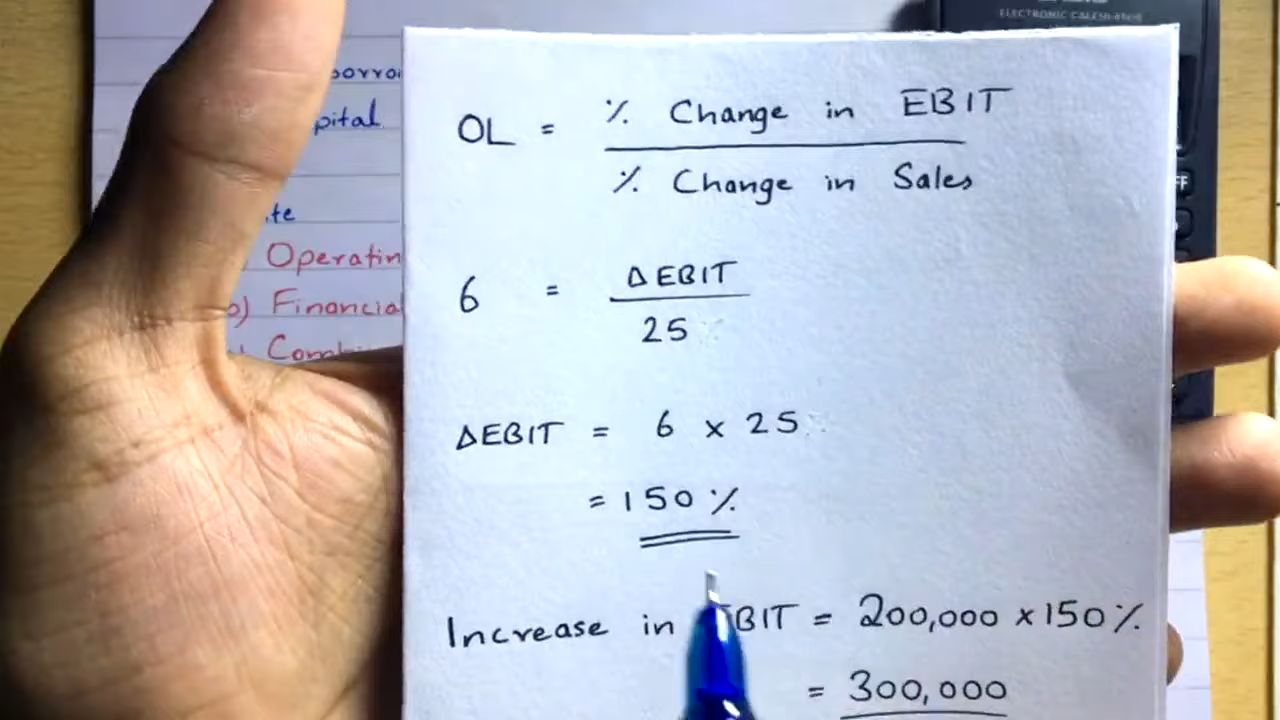 ELECTRONIC CALCULATOR
pital
te
Operatin
b) Financia
OL = % Change in EBIT
% Change in Sales
FF
6 = ΔEBIT
25
ΔEBIT = 6 x 25
= 150%
Increase in EBIT = 200,000 x 150%
= 300,000